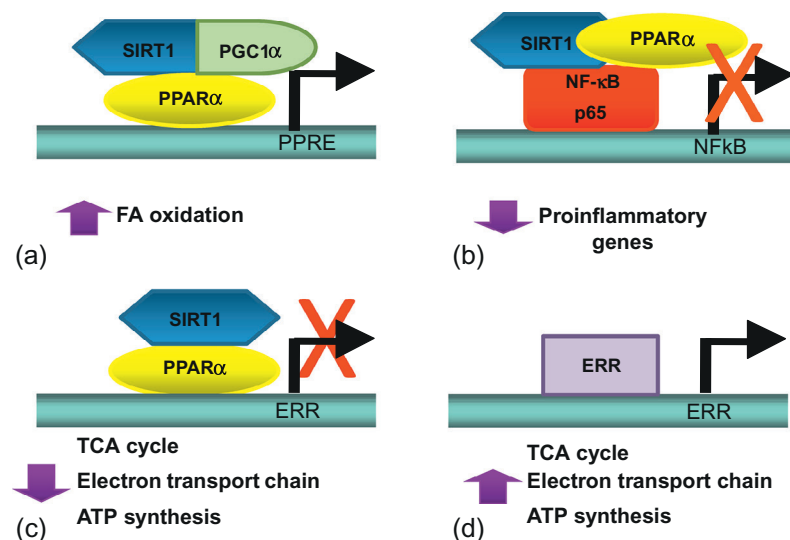 SIRT1
PGC1α
PPARα
PPRE
FA oxidation
(a)
SIRT1
PPARα
NF-κB
p65
NFkB
Proinflammatory
genes
(b)
SIRT1
PPARα
ERR
TCA cycle
Electron transport chain
ATP synthesis
(c)
ERR
ERR
TCA cycle
Electron transport chain
ATP synthesis
(d)